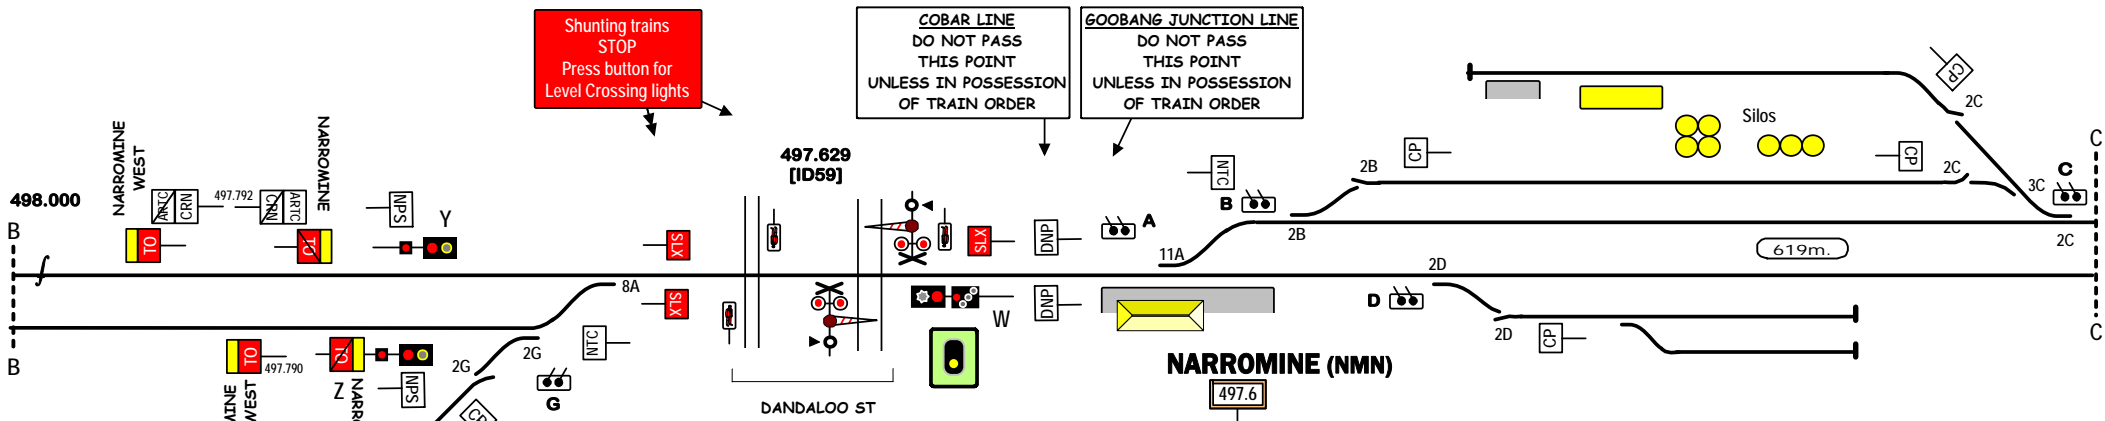 Shunting trains
STOP
Press button for
Level Crossing lights
COBAR LINE
DO NOT PASS
THIS POINT
UNLESS IN POSSESSION
OF TRAIN ORDER
GOOBANG JUNCTION LINE
DO NOT PASS
THIS POINT
UNLESS IN POSSESSION
OF TRAIN ORDER
497.629
[ID59]
498.000
NARROMINE
WEST
ARTC
CRN
497.792
CRN
ARTC
NARROMINE
NPS
Y
TO
TO
SLX
SLX
SLX
DNP
DNP
A
NTC
B
11A
2B
2B
CP
Silos
CP
CP
2C
2C
3C
C
2C
619m.
B
B
C
C
8A
2G
2G
NTC
G
CP
TO
497.790
TO
Z
NPS
MINE
WEST
NARRO
W
DANDALOO ST
NARROMINE (NMN)
497.6
D
2D
2D
CP